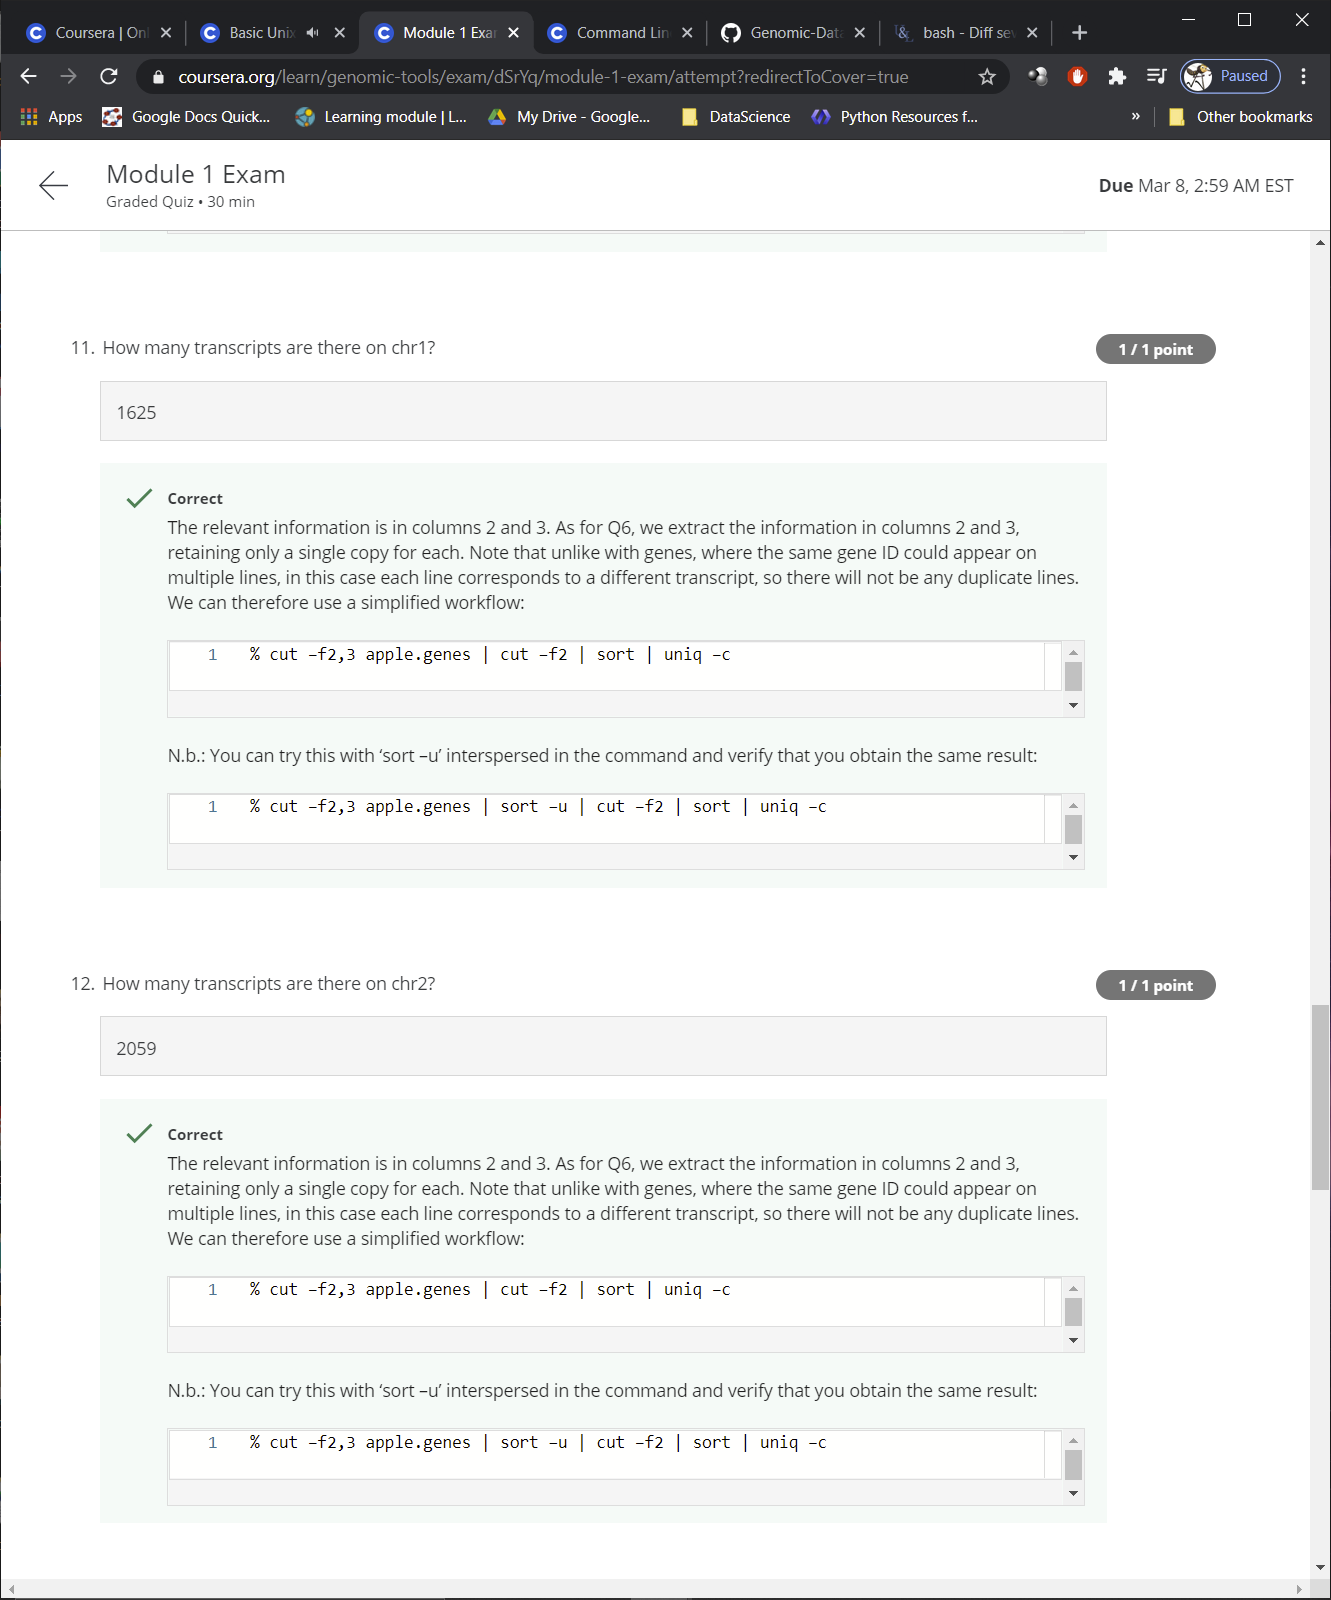 Coursera | Onl
Basic Unix
Module 1 Exan
Command Lin
Genomic-Data
bash - Diff sev
coursera.org/learn/genomic-tools/exam/dSrYq/module-1-exam/attempt?redirectToCover=true
Paused
Apps
Google Docs Quick...
Learning module | L...
My Drive - Google...
DataScience
Python Resources f...
»
Other bookmarks
Module 1 Exam
Graded Quiz • 30 min
Due Mar 8, 2:59 AM EST
11. How many transcripts are there on chr1?
1 / 1 point
1625
Correct
The relevant information is in columns 2 and 3. As for Q6, we extract the information in columns 2 and 3,
retaining only a single copy for each. Note that unlike with genes, where the same gene ID could appear on
multiple lines, in this case each line corresponds to a different transcript, so there will not be any duplicate lines.
We can therefore use a simplified workflow:
1 % cut –f2,3 apple.genes | cut –f2 | sort | uniq –c
N.b.: You can try this with ‘sort –u’ interspersed in the command and verify that you obtain the same result:
1 % cut –f2,3 apple.genes | sort –u | cut –f2 | sort | uniq –c
12. How many transcripts are there on chr2?
1 / 1 point
2059
Correct
The relevant information is in columns 2 and 3. As for Q6, we extract the information in columns 2 and 3,
retaining only a single copy for each. Note that unlike with genes, where the same gene ID could appear on
multiple lines, in this case each line corresponds to a different transcript, so there will not be any duplicate lines.
We can therefore use a simplified workflow:
1 % cut –f2,3 apple.genes | cut –f2 | sort | uniq –c
N.b.: You can try this with ‘sort –u’ interspersed in the command and verify that you obtain the same result:
1 % cut –f2,3 apple.genes | sort –u | cut –f2 | sort | uniq –c